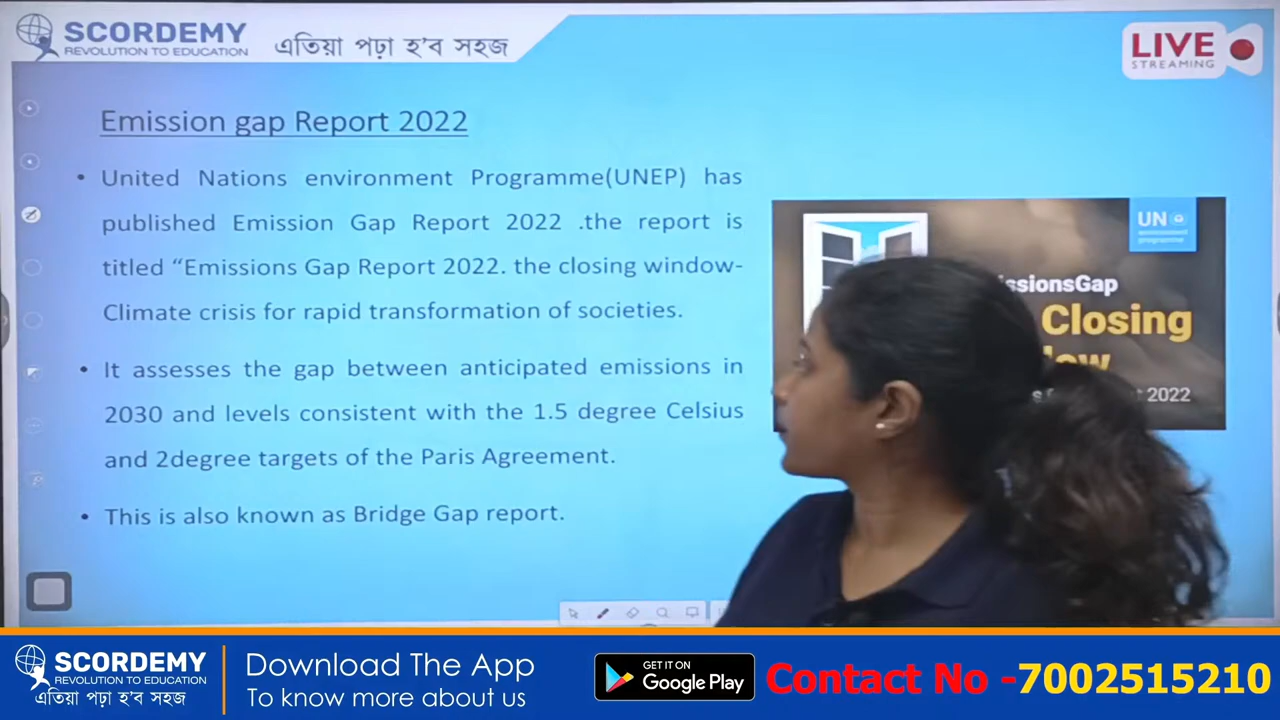 SCORDEMY
REVOLUTION TO EDUCATION
এতিয়া পঢ়া হ'ব সহজ
LIVE
STREAMING
Emission gap Report 2022
• United Nations environment Programme(UNEP) has
published Emission Gap Report 2022 .the report is
titled “Emissions Gap Report 2022. the closing window-
Climate crisis for rapid transformation of societies.
• It assesses the gap between anticipated emissions in
2030 and levels consistent with the 1.5 degree Celsius
and 2degree targets of the Paris Agreement.
• This is also known as Bridge Gap report.
UN
environment
programme
ssionsGap
Closing
2022
SCORDEMY
REVOLUTION TO EDUCATION
এতিয়া পঢ়া হ'ব সহজ
Download The App
To know more about us
GET IT ON
Google Play
Contact No -7002515210